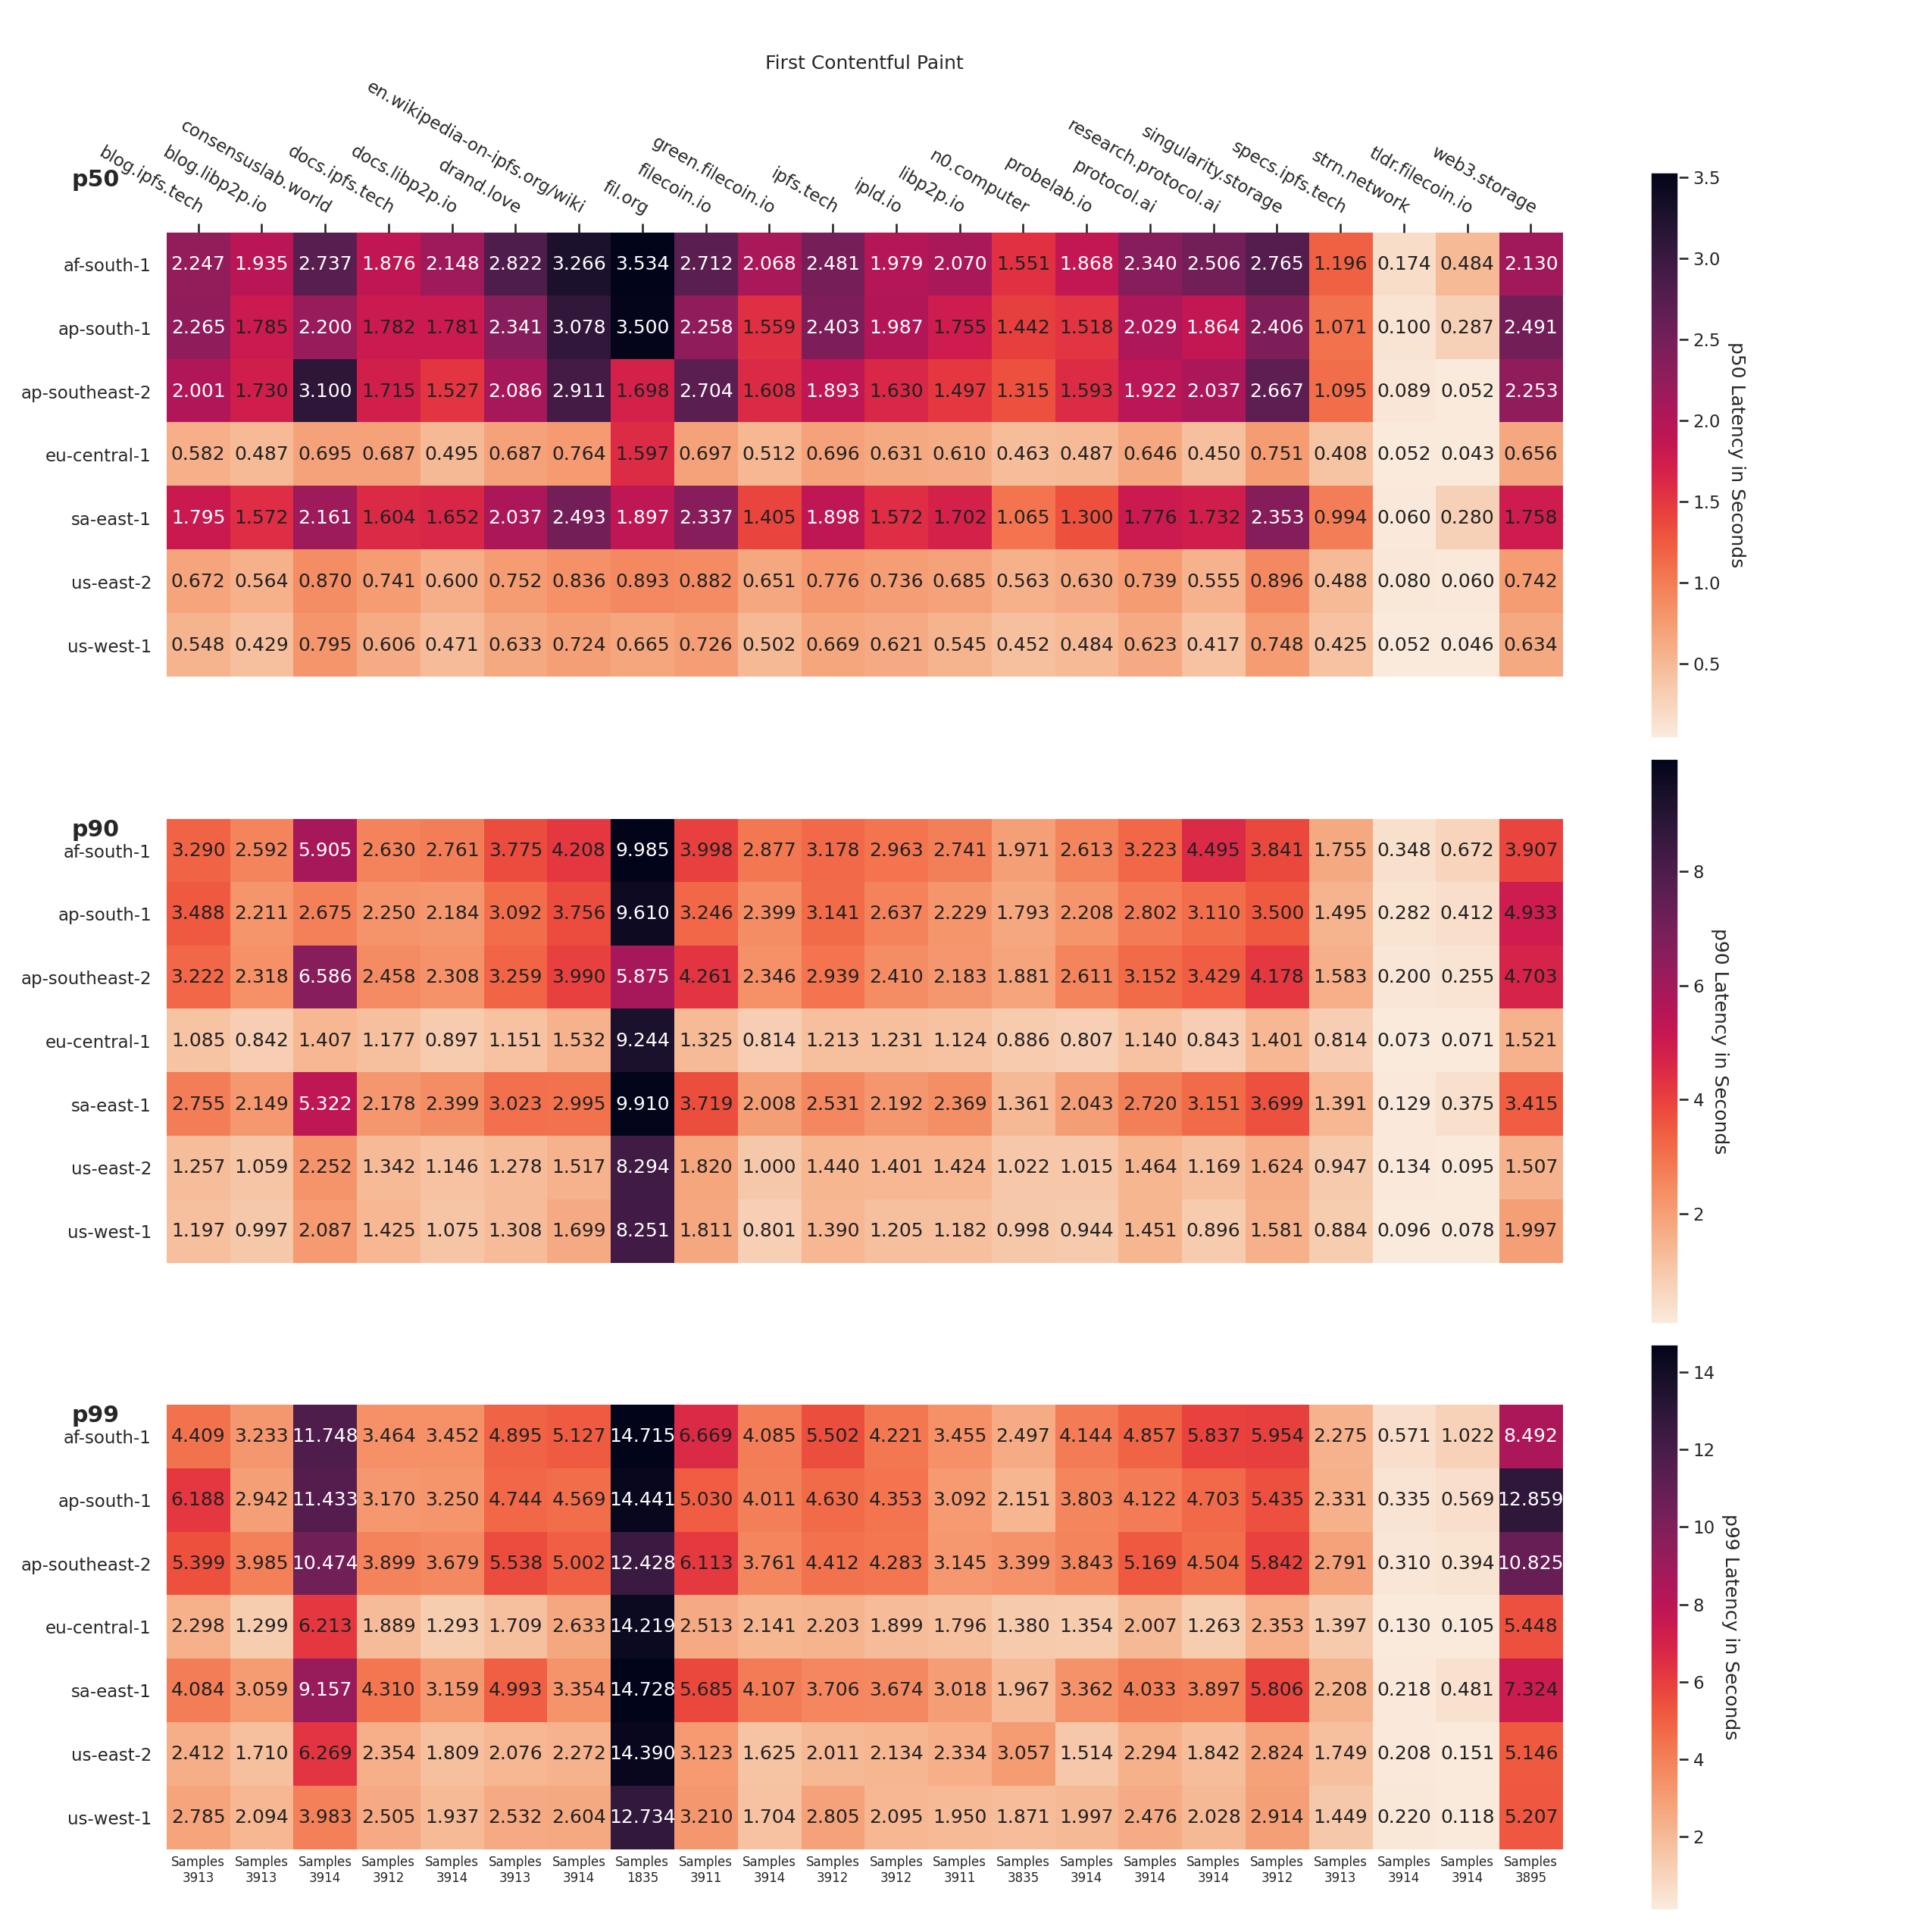 First Contentful Paint
p50
blog.ipfs.tech
blog.libp2p.io
consensuslab.world
docs.ipfs.tech
docs.libp2p.io
drand.love
en.wikipedia-on-ipfs.org/wiki
fil.org
filecoin.io
green.filecoin.io
ipfs.tech
ipld.io
libp2p.io
n0.computer
probelab.io
protocol.ai
research.protocol.ai
singularity.storage
specs.ipfs.tech
strn.network
tldr.filecoin.io
web3.storage
af-south-1 2.247 1.935 2.737 1.876 2.148 2.822 3.266 3.534 2.712 2.068 2.481 1.979 2.070 1.551 1.868 2.340 2.506 2.765 1.196 0.174 0.484 2.130
ap-south-1 2.265 1.785 2.200 1.782 1.781 2.341 3.078 3.500 2.258 1.559 2.403 1.987 1.755 1.442 1.518 2.029 1.864 2.406 1.071 0.100 0.287 2.491
ap-southeast-2 2.001 1.730 3.100 1.715 1.527 2.086 2.911 1.698 2.704 1.608 1.893 1.630 1.497 1.315 1.593 1.922 2.037 2.667 1.095 0.089 0.052 2.253
eu-central-1 0.582 0.487 0.695 0.687 0.495 0.687 0.764 1.597 0.697 0.512 0.696 0.631 0.610 0.463 0.487 0.646 0.450 0.751 0.408 0.052 0.043 0.656
sa-east-1 1.795 1.572 2.161 1.604 1.652 2.037 2.493 1.897 2.337 1.405 1.898 1.572 1.702 1.065 1.300 1.776 1.732 2.353 0.994 0.060 0.280 1.758
us-east-2 0.672 0.564 0.870 0.741 0.600 0.752 0.836 0.893 0.882 0.651 0.776 0.736 0.685 0.563 0.630 0.739 0.555 0.896 0.488 0.080 0.060 0.742
us-west-1 0.548 0.429 0.795 0.606 0.471 0.633 0.724 0.665 0.726 0.502 0.669 0.621 0.545 0.452 0.484 0.623 0.417 0.748 0.425 0.052 0.046 0.634
3.5
3.0
2.5
2.0
1.5
1.0
0.5
p50 Latency in Seconds
p90
af-south-1 3.290 2.592 5.905 2.630 2.761 3.775 4.208 9.985 3.998 2.877 3.178 2.963 2.741 1.971 2.613 3.223 4.495 3.841 1.755 0.348 0.672 3.907
ap-south-1 3.488 2.211 2.675 2.250 2.184 3.092 3.756 9.610 3.246 2.399 3.141 2.637 2.229 1.793 2.208 2.802 3.110 3.500 1.495 0.282 0.412 4.933
ap-southeast-2 3.222 2.318 6.586 2.458 2.308 3.259 3.990 5.875 4.261 2.346 2.939 2.410 2.183 1.881 2.611 3.152 3.429 4.178 1.583 0.200 0.255 4.703
eu-central-1 1.085 0.842 1.407 1.177 0.897 1.151 1.532 9.244 1.325 0.814 1.213 1.231 1.124 0.886 0.807 1.140 0.843 1.401 0.814 0.073 0.071 1.521
sa-east-1 2.755 2.149 5.322 2.178 2.399 3.023 2.995 9.910 3.719 2.008 2.531 2.192 2.369 1.361 2.043 2.720 3.151 3.699 1.391 0.129 0.375 3.415
us-east-2 1.257 1.059 2.252 1.342 1.146 1.278 1.517 8.294 1.820 1.000 1.440 1.401 1.424 1.022 1.015 1.464 1.169 1.624 0.947 0.134 0.095 1.507
us-west-1 1.197 0.997 2.087 1.425 1.075 1.308 1.699 8.251 1.811 0.801 1.390 1.205 1.182 0.998 0.944 1.451 0.896 1.581 0.884 0.096 0.078 1.997
8
6
4
2
p90 Latency in Seconds
p99
af-south-1 4.409 3.233 11.748 3.464 3.452 4.895 5.127 14.715 6.669 4.085 5.502 4.221 3.455 2.497 4.144 4.857 5.837 5.954 2.275 0.571 1.022 8.492
ap-south-1 6.188 2.942 11.433 3.170 3.250 4.744 4.569 14.441 5.030 4.011 4.630 4.353 3.092 2.151 3.803 4.122 4.703 5.435 2.331 0.335 0.569 12.859
ap-southeast-2 5.399 3.985 10.474 3.899 3.679 5.538 5.002 12.428 6.113 3.761 4.412 4.283 3.145 3.399 3.843 5.169 4.504 5.842 2.791 0.310 0.394 10.825
eu-central-1 2.298 1.299 6.213 1.889 1.293 1.709 2.633 14.219 2.513 2.141 2.203 1.899 1.796 1.380 1.354 2.007 1.263 2.353 1.397 0.130 0.105 5.448
sa-east-1 4.084 3.059 9.157 4.310 3.159 4.993 3.354 14.728 5.685 4.107 3.706 3.674 3.018 1.967 3.362 4.033 3.897 5.806 2.208 0.218 0.481 7.324
us-east-2 2.412 1.710 6.269 2.354 1.809 2.076 2.272 14.390 3.123 1.625 2.011 2.134 2.334 3.057 1.514 2.294 1.842 2.824 1.749 0.208 0.151 5.146
us-west-1 2.785 2.094 3.983 2.505 1.937 2.532 2.604 12.734 3.210 1.704 2.805 2.095 1.950 1.871 1.997 2.476 2.028 2.914 1.449 0.220 0.118 5.207
Samples Samples Samples Samples Samples Samples Samples Samples Samples Samples Samples Samples Samples Samples Samples Samples Samples Samples Samples Samples Samples Samples
3913 3913 3914 3912 3914 3913 3914 1835 3911 3914 3912 3912 3911 3835 3914 3914 3914 3912 3913 3914 3914 3895
14
12
10
8
6
4
2
p99 Latency in Seconds